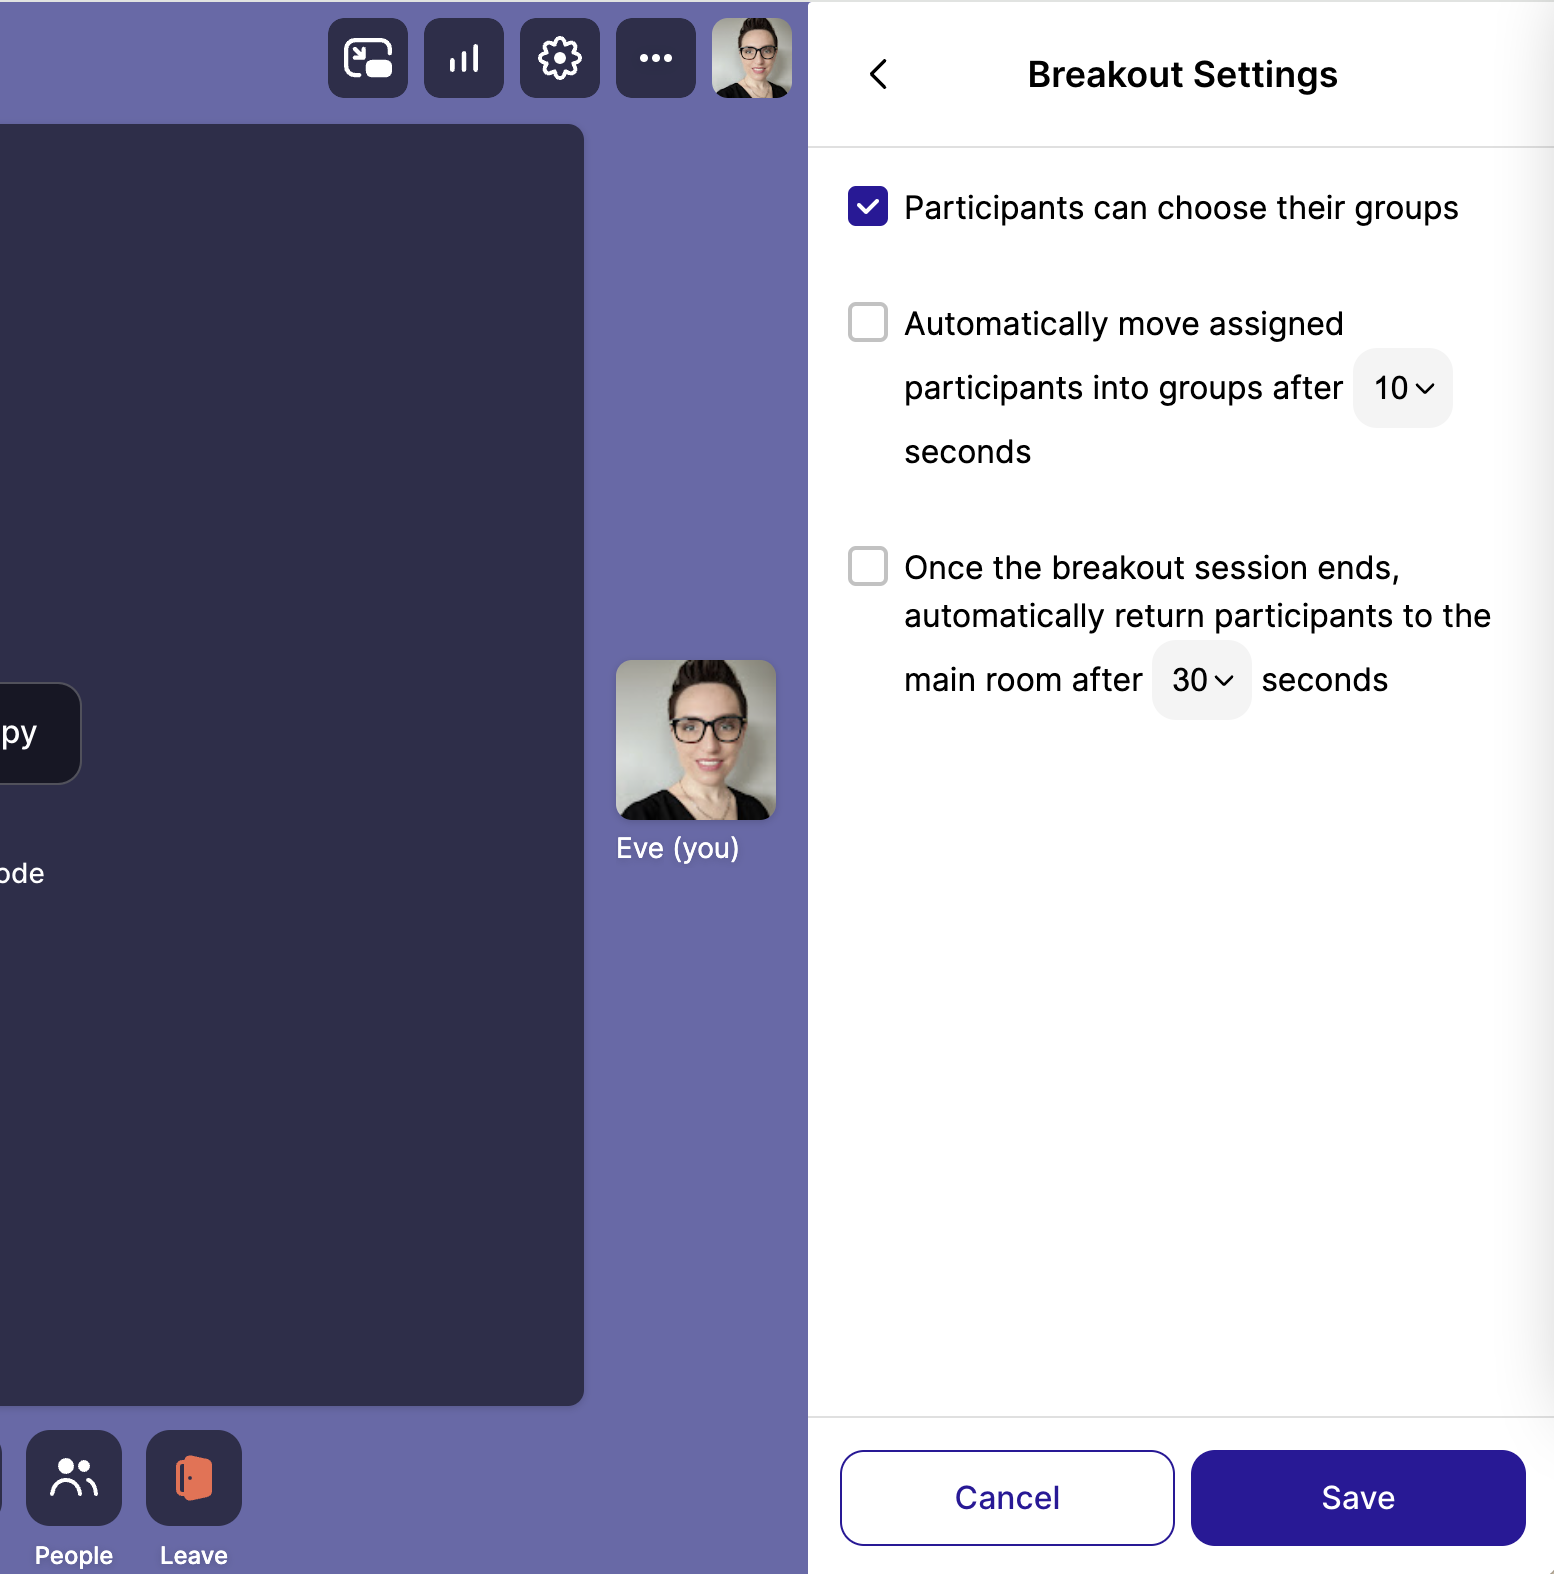 Breakout Settings
Participants can choose their groups
Automatically move assigned
participants into groups after 10
seconds
Once the breakout session ends,
automatically return participants to the
main room after 30 seconds
py
ode
Eve (you)
People
Leave
Cancel
Save